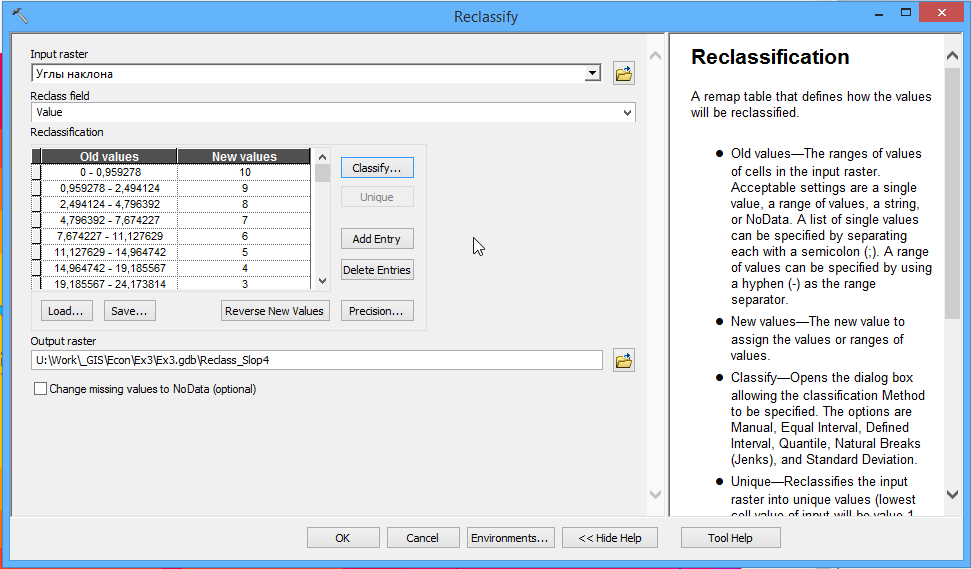 Reclassify
Input raster
Углы наклона
Reclass field
Value
Reclassification
Old values New values
0 - 0,959278 10
0,959278 - 2,494124 9
2,494124 - 4,796392 8
4,796392 - 7,674227 7
7,674227 - 11,127629 6
11,127629 - 14,964742 5
14,964742 - 19,185567 4
19,185567 - 24,173814 3
Classify...
Unique
Add Entry
Delete Entries
Load... Save... Reverse New Values Precision...
Output raster
U:\Work\_GIS\Econ\Ex3\Ex3.gdb\Reclass_Slop4
Change missing values to NoData (optional)
Reclassification
A remap table that defines how the values
will be reclassified.
● Old values—The ranges of values
of cells in the input raster.
Acceptable settings are a single
value, a range of values, a string,
or NoData. A list of single values
can be specified by separating
each with a semicolon (;). A range
of values can be specified by using
a hyphen (-) as the range
separator.
● New values—The new value to
assign the values or ranges of
values.
● Classify—Opens the dialog box
allowing the classification Method
to be specified. The options are
Manual, Equal Interval, Defined
Interval, Quantile, Natural Breaks
(Jenks), and Standard Deviation.
● Unique—Reclassifies the input
raster into unique values (lowest
cell value of input will be value 1
OK Cancel Environments... << Hide Help Tool Help